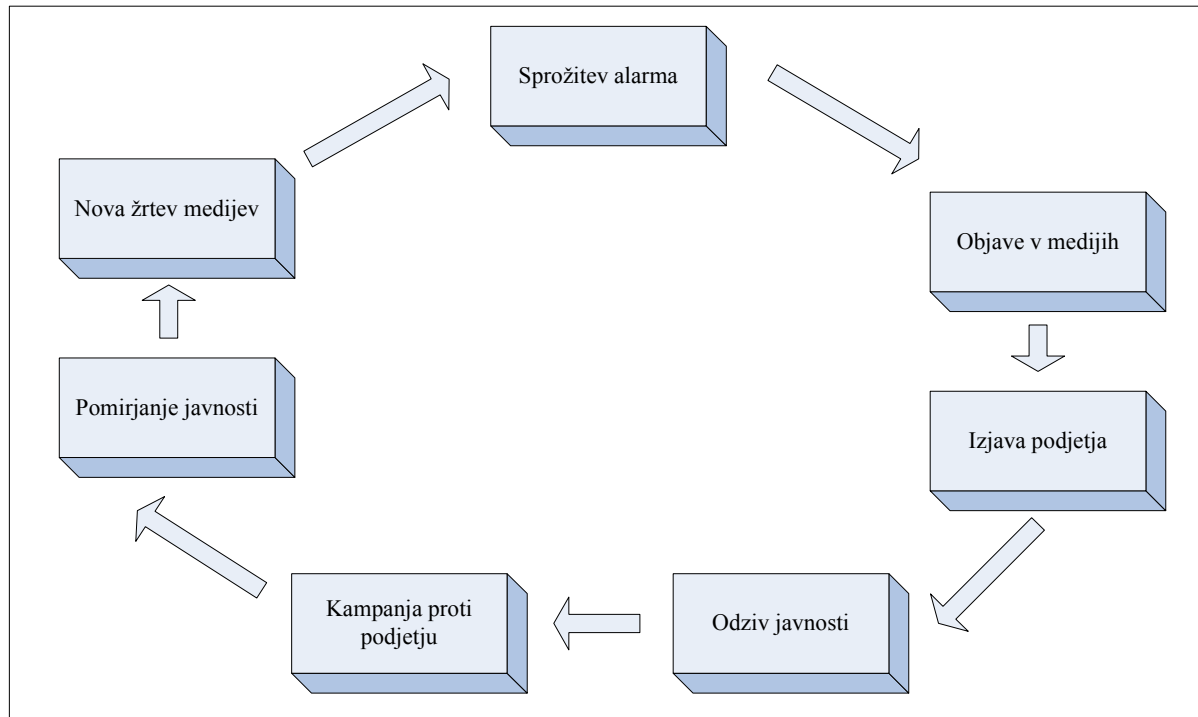 Sprožitev alarma
Objave v medijih
Izjava podjetja
Odziv javnosti
Kampanja proti
podjetju
Pomirjanje javnosti
Nova žrtev medijev